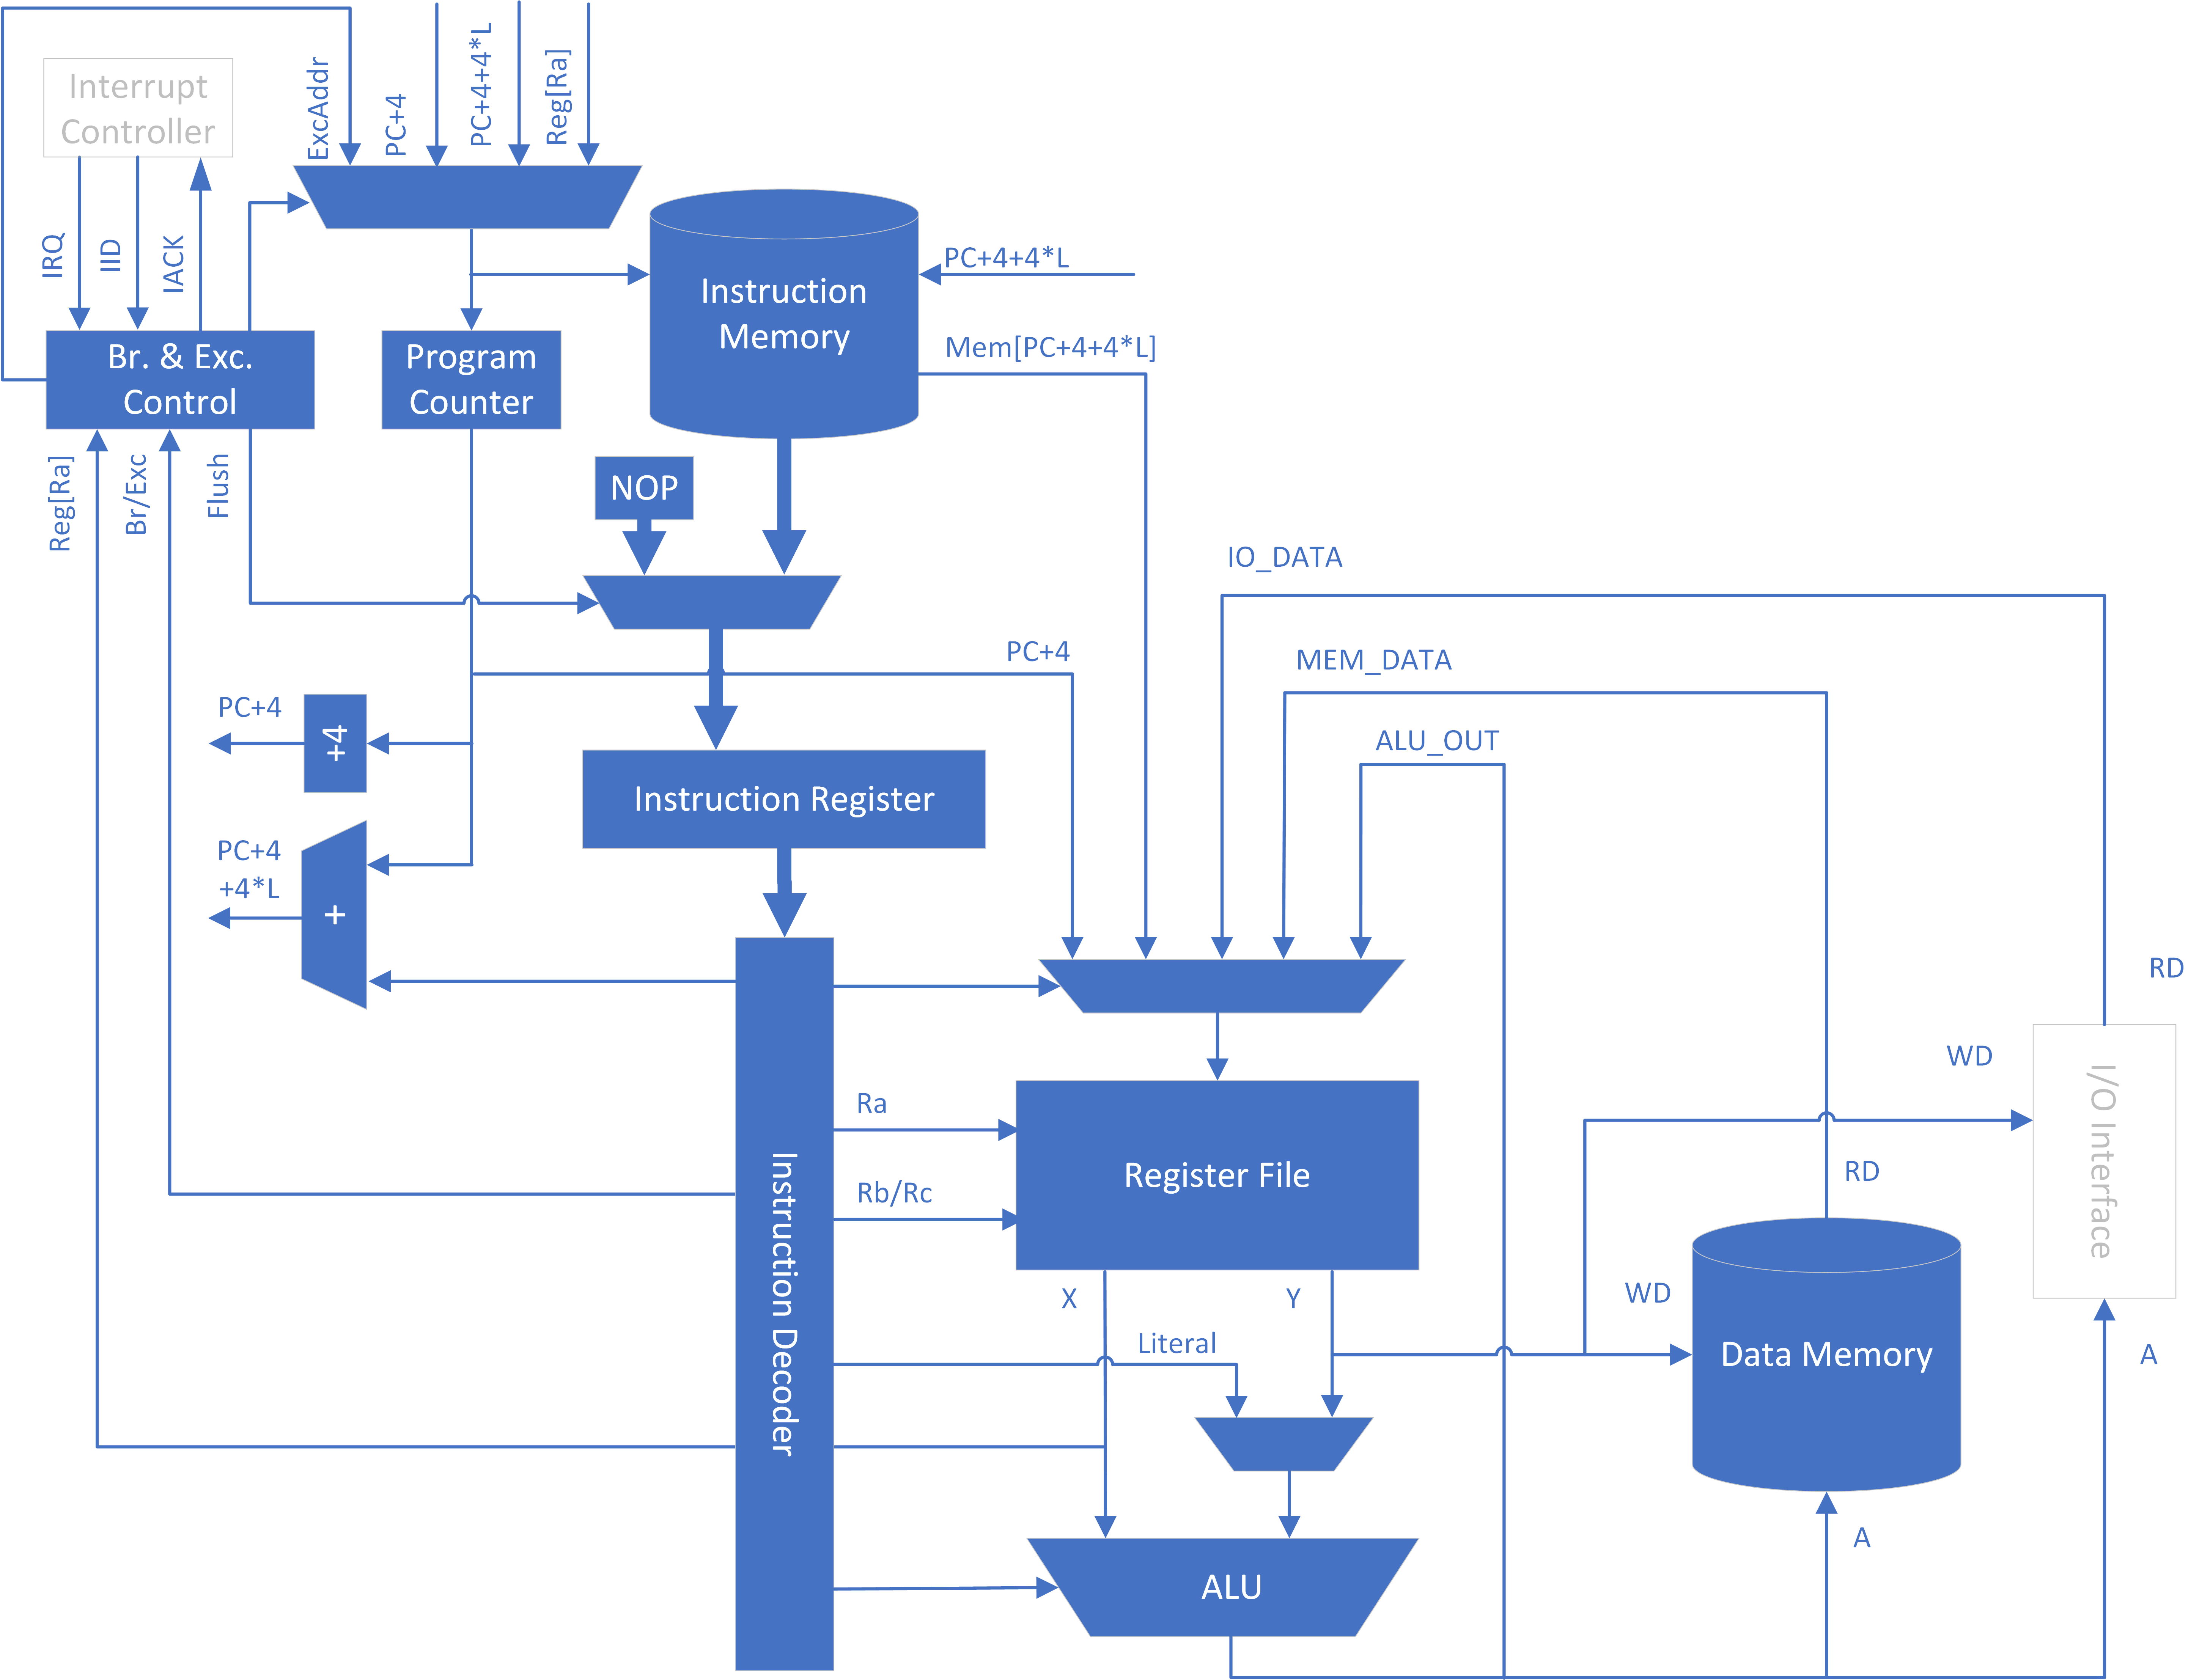 ExcAddr
PC+4
PC+4+4*L
Reg[Ra]
Interrupt
Controller
IRQ
IID
IACK
Instruction
Memory
PC+4+4*L
Mem[PC+4+4*L]
Br. & Exc.
Control
Program
Counter
Reg[Ra]
Br/Exc
Flush
NOP
IO_DATA
PC+4
MEM_DATA
PC+4
+4
ALU_OUT
Instruction Register
PC+4
+4*L
+
RD
WD
I/O Interface
Ra
Rb/Rc
Register File
Instruction Decoder
RD
X
Y
WD
Literal
Data Memory
A
A
ALU